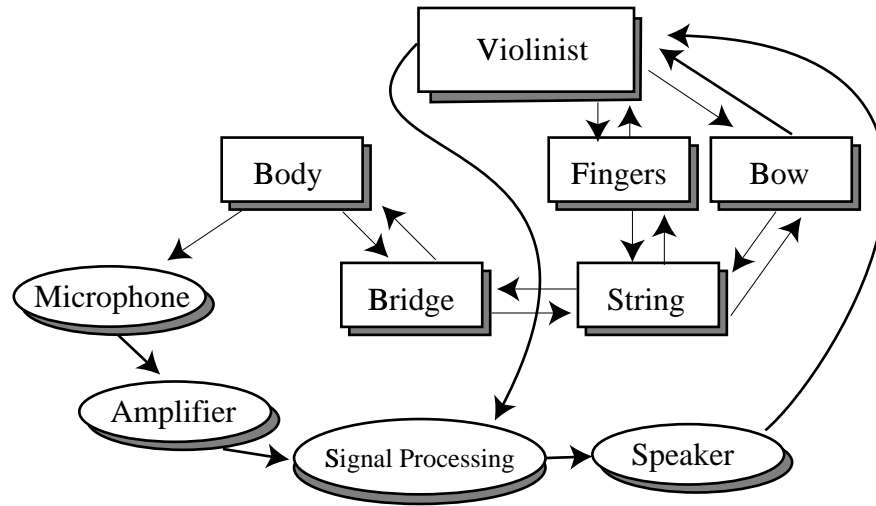 Violinist
Body
Fingers
Bow
Microphone
Bridge
String
Amplifier
Signal Processing
Speaker